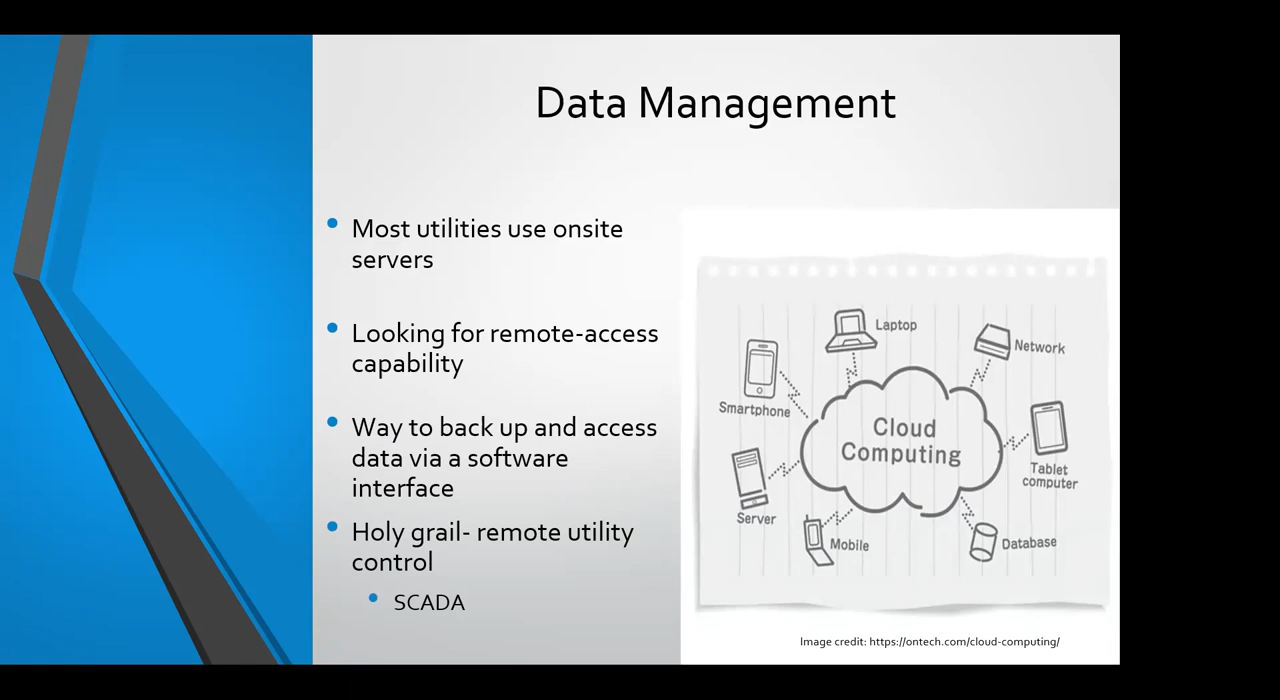 Data Management
• Most utilities use onsite
servers
• Looking for remote-access
capability
• Way to back up and access
data via a software
interface
• Holy grail- remote utility
control
• SCADA
Laptop
Network
Smartphone
Cloud
Computing
Tablet
computer
Server
Mobile
Database
Image credit: https://ontech.com/cloud-computing/